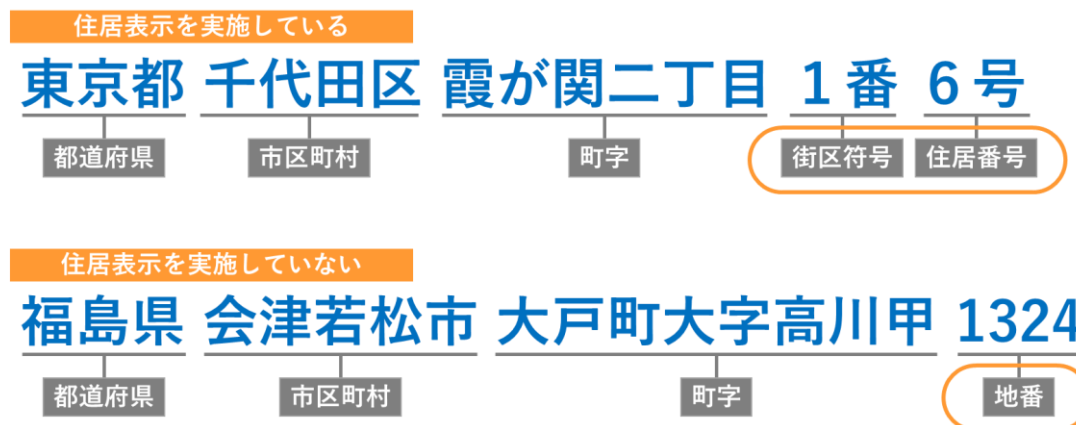 住居表示を実施している
東京都 千代田区 霞が関二丁目 1番 6号
都道府県 市区町村 町字 街区符号 住居番号
住居表示を実施していない
福島県 会津若松市 大戸町大字高川甲 1324
都道府県 市区町村 町字 地番